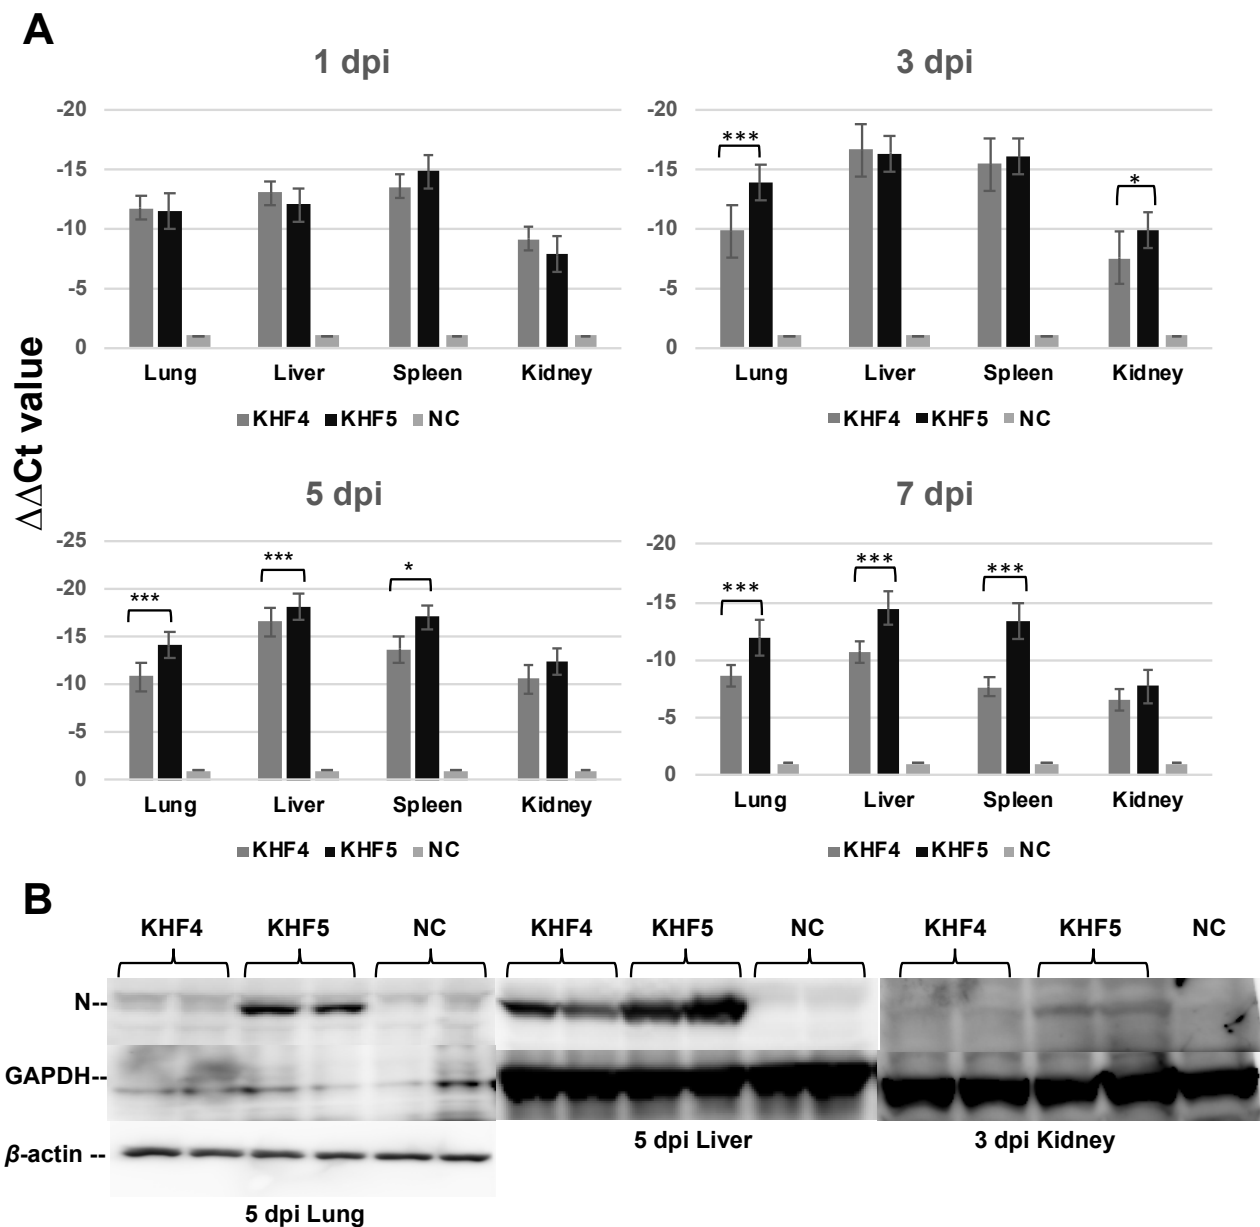 A
1 dpi
3 dpi
ΔΔCt value
-20
-15
-10
-5
0
Lung Liver Spleen Kidney
KHF4 KHF5 NC
-20
-15
-10
-5
0
***
*
Lung Liver Spleen Kidney
KHF4 KHF5 NC
5 dpi
7 dpi
-25
-20
-15
-10
-5
0
***
***
*
Lung Liver Spleen Kidney
KHF4 KHF5 NC
-20
-15
-10
-5
0
***
***
***
Lung Liver Spleen Kidney
KHF4 KHF5 NC
B
KHF4 KHF5 NC KHF4 KHF5 NC KHF4 KHF5 NC
N--
GAPDH--
5 dpi Liver 3 dpi Kidney
β-actin --
5 dpi Lung